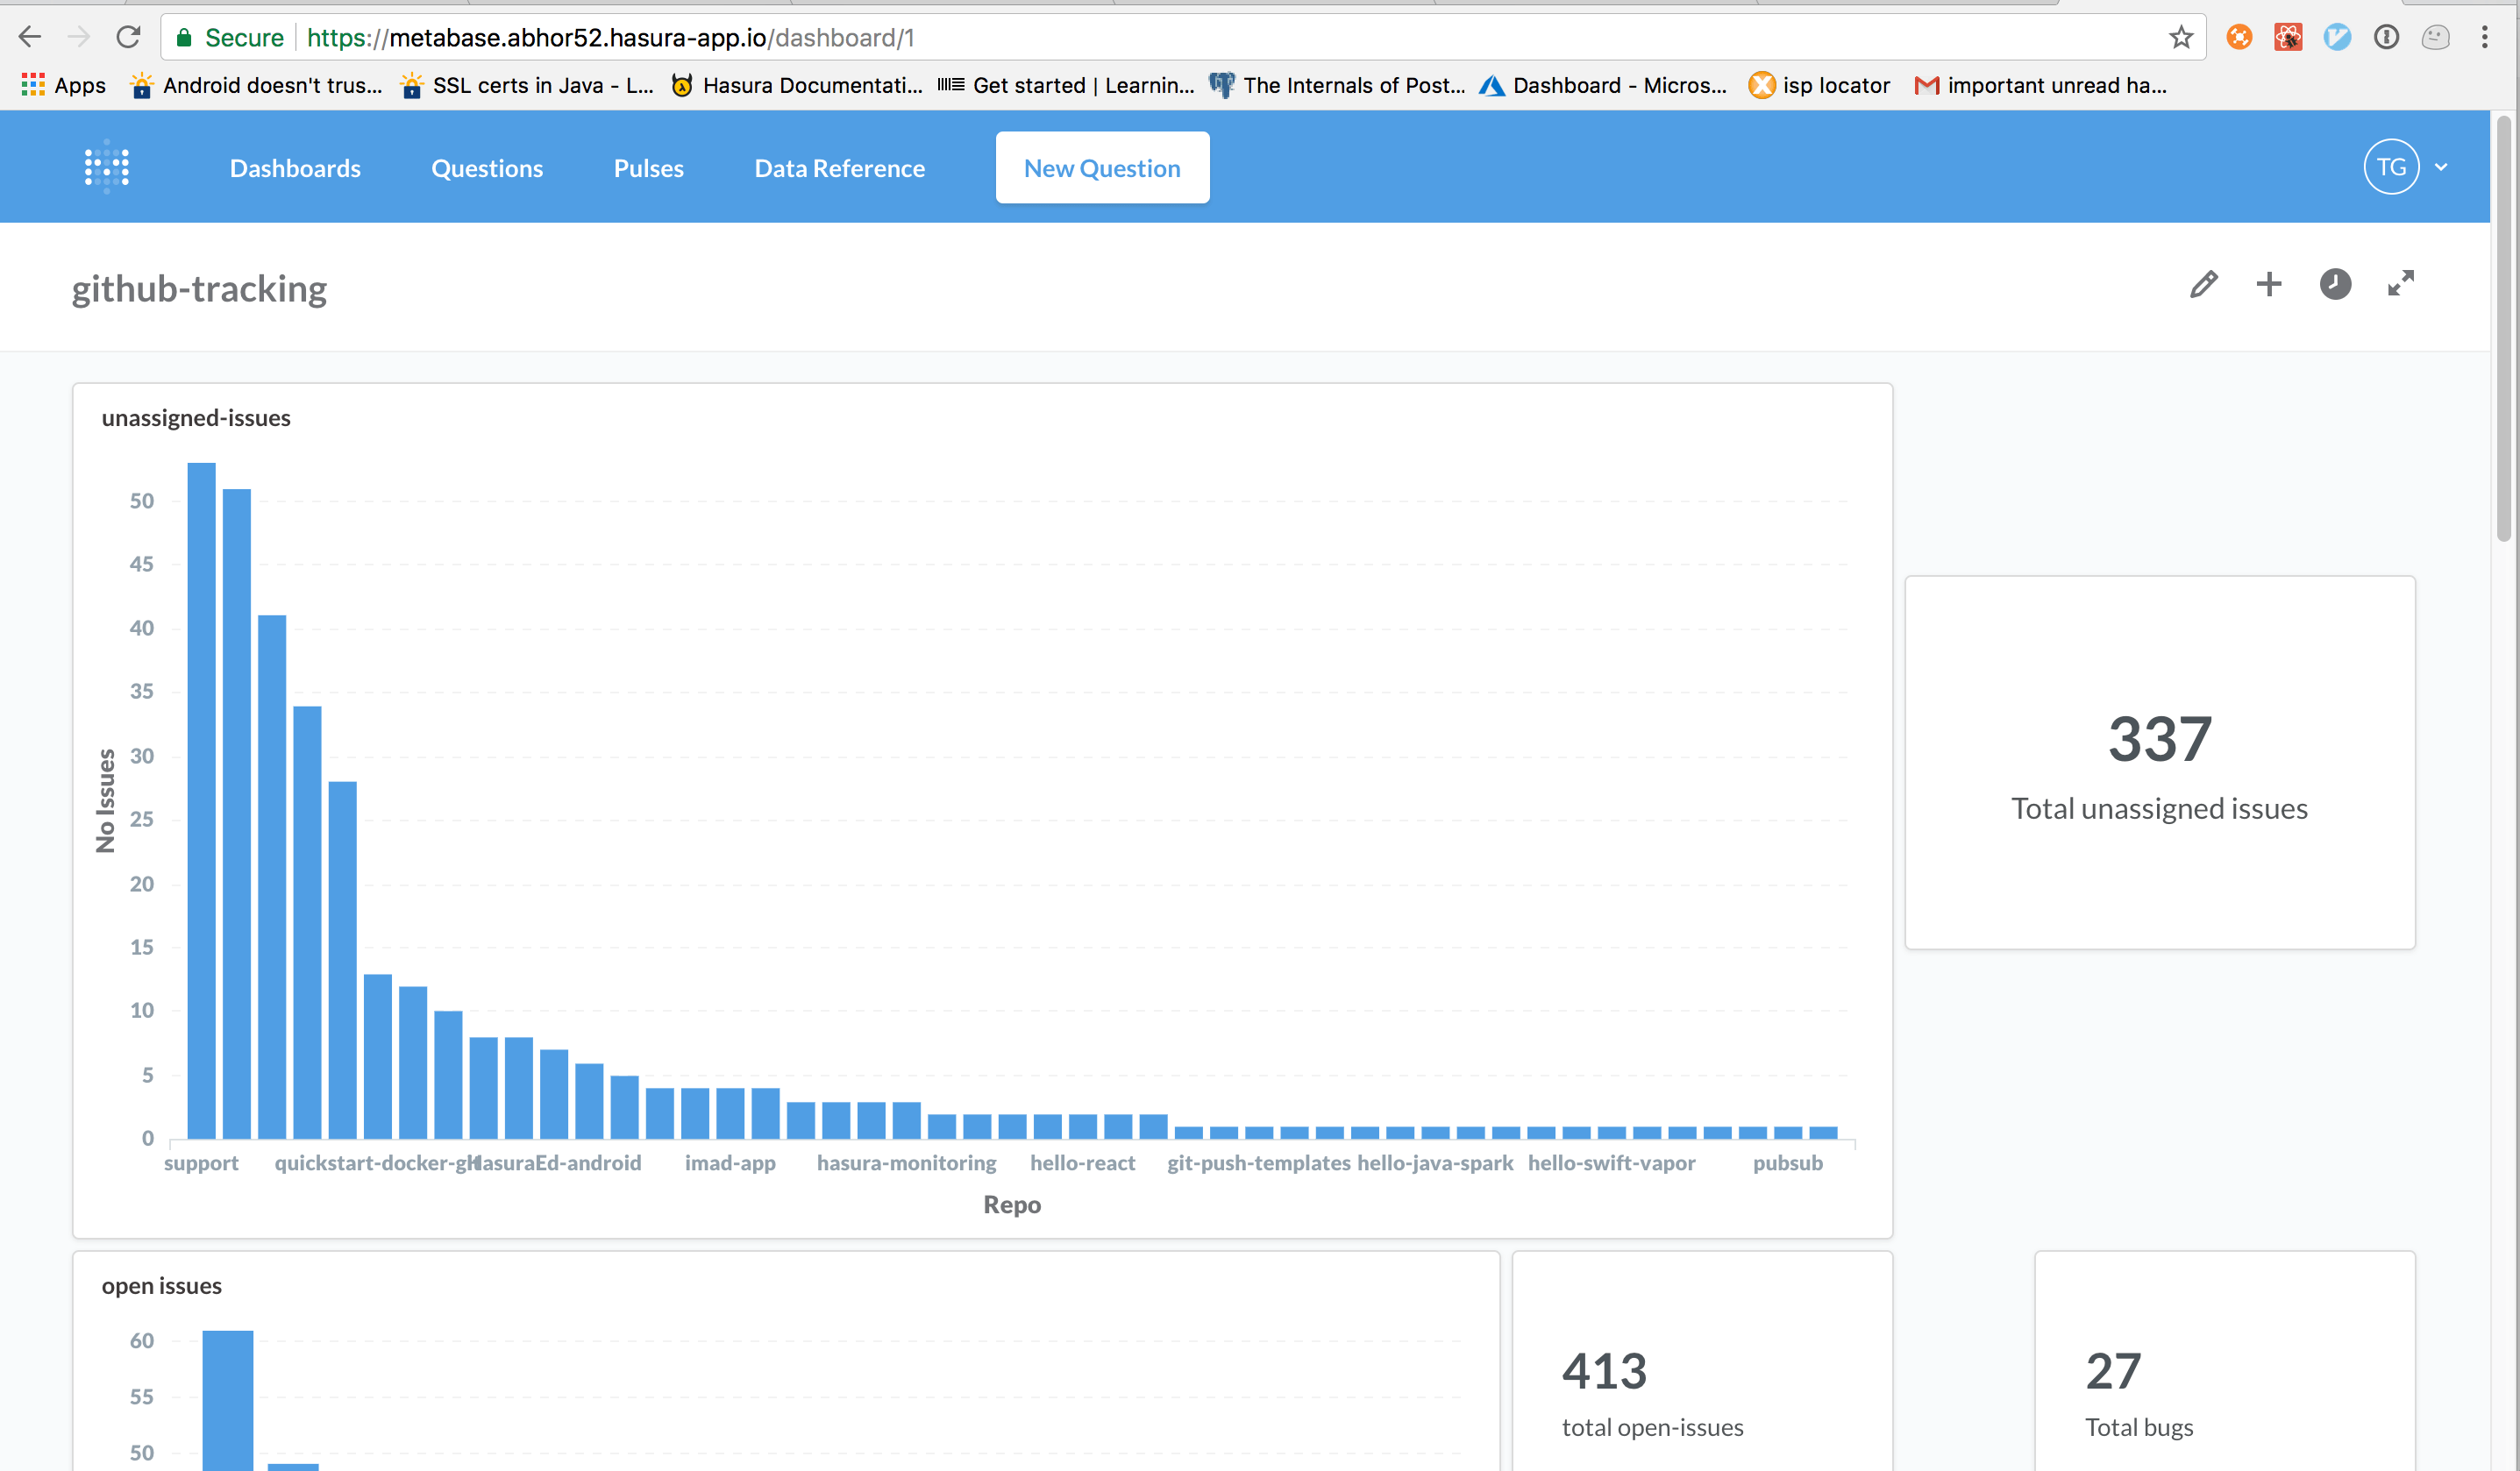 Secure https://metabase.abhor52.hasura-app.io/dashboard/1
Apps Android doesn't trus... SSL certs in Java - L... Hasura Documentati... Get started | Learnin... The Internals of Post... Dashboard - Micros... isp locator important unread ha...
Dashboards Questions Pulses Data Reference New Question TG
github-tracking
unassigned-issues
50
45
40
35
30
25
20
15
10
5
0
No Issues
support quickstart-docker-gi HasuraEd-android imad-app hasura-monitoring hello-react git-push-templates hello-java-spark hello-swift-vapor pubsub
Repo
337
Total unassigned issues
open issues
60
55
50
413
total open-issues
27
Total bugs